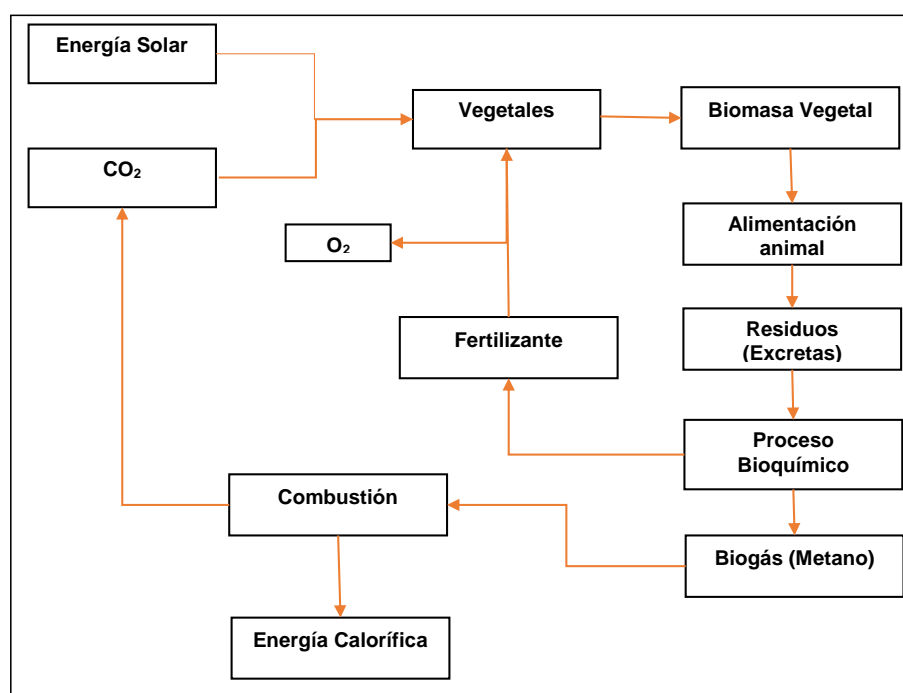 Energía Solar
Vegetales
Biomasa Vegetal
CO₂
Alimentación
animal
O₂
Fertilizante
Residuos
(Excretas)
Proceso
Bioquímico
Combustión
Biogás (Metano)
Energía Calorífica